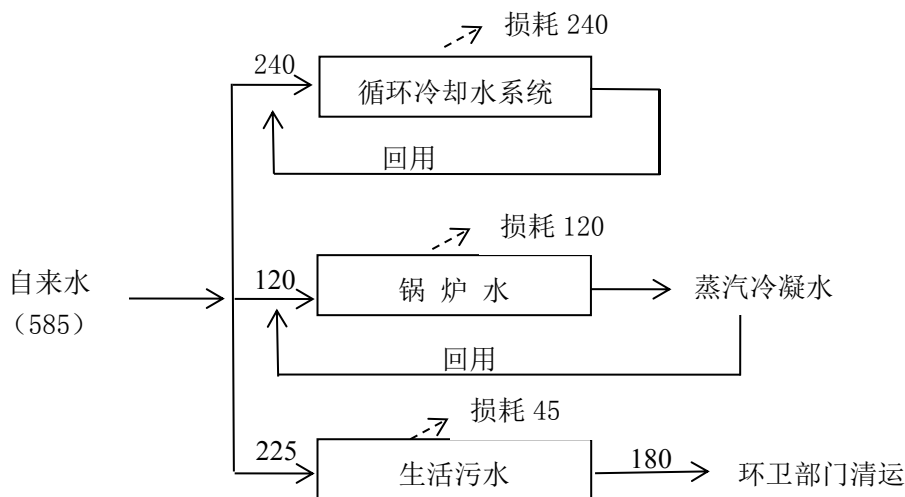 损耗 240
240
循环冷却水系统
回用
损耗 120
自来水
（585）
120
锅 炉 水
蒸汽冷凝水
回用
损耗 45
225
生活污水
180
环卫部门清运